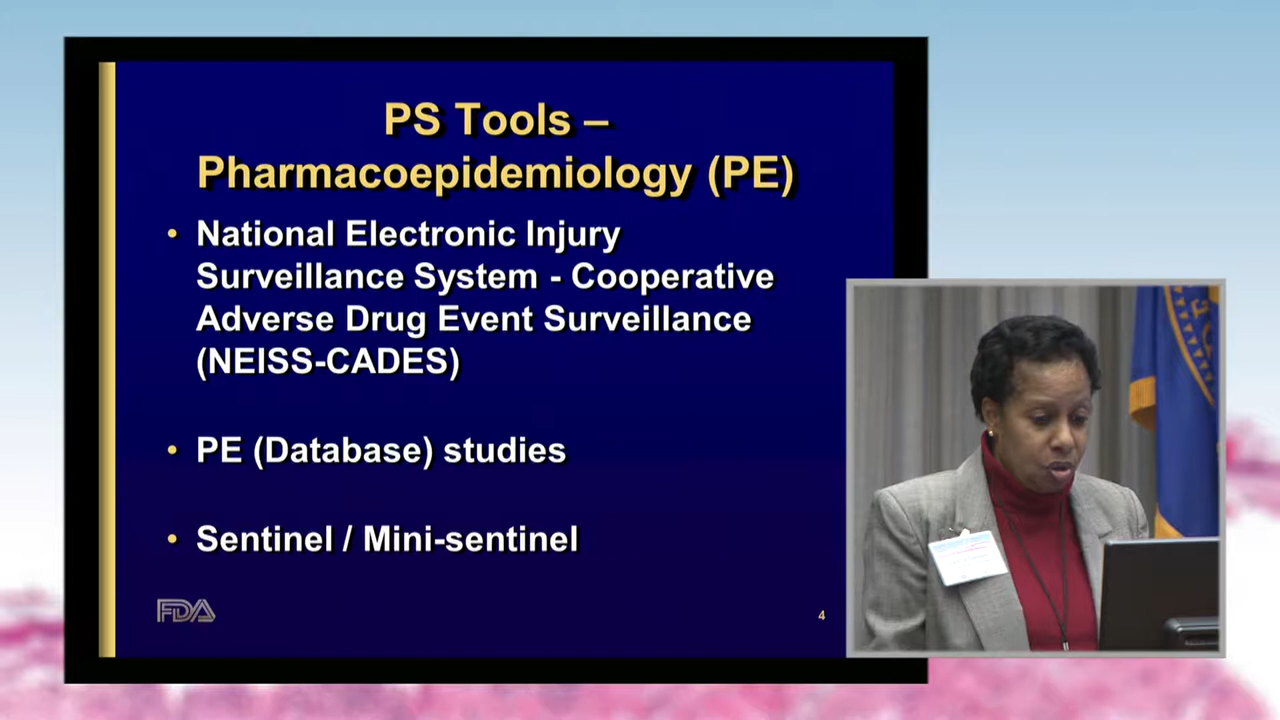 PS Tools –
Pharmacoepidemiology (PE)
• National Electronic Injury
Surveillance System - Cooperative
Adverse Drug Event Surveillance
(NEISS-CADES)
• PE (Database) studies
• Sentinel / Mini-sentinel
FDA
4